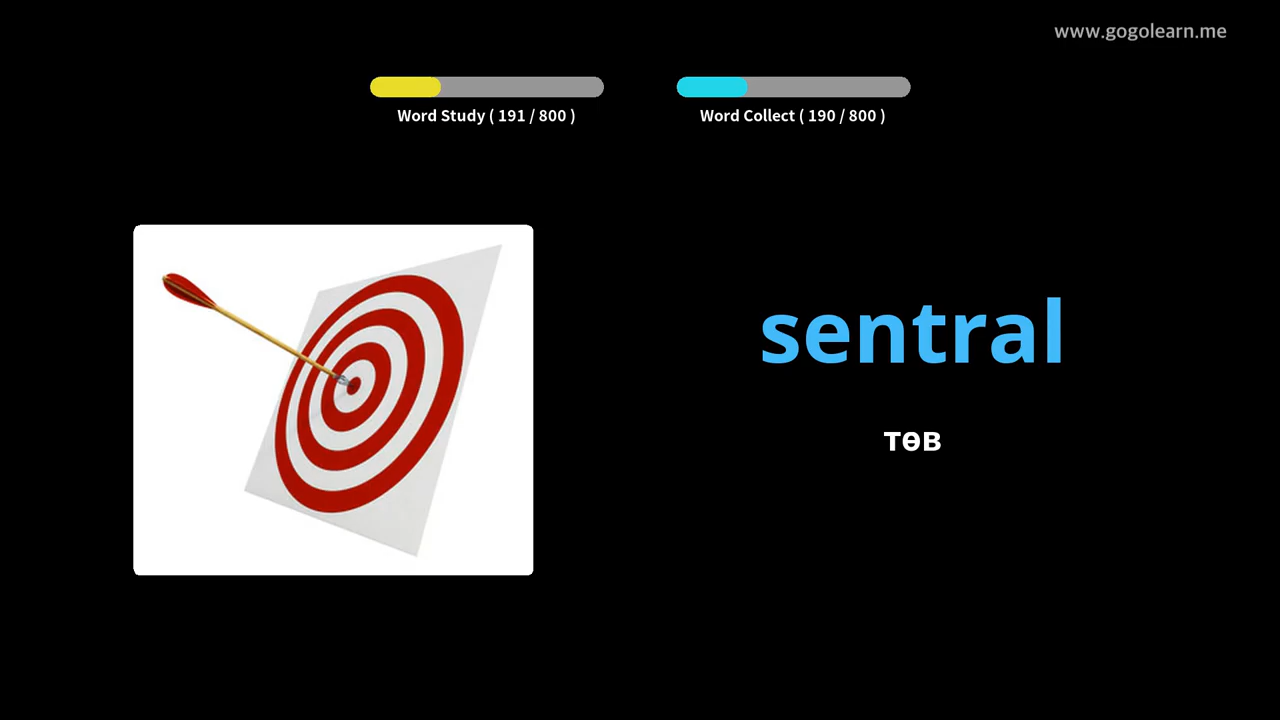 www.gogolearn.me
Word Study ( 191 / 800 )
Word Collect ( 190 / 800 )
sentral
төв